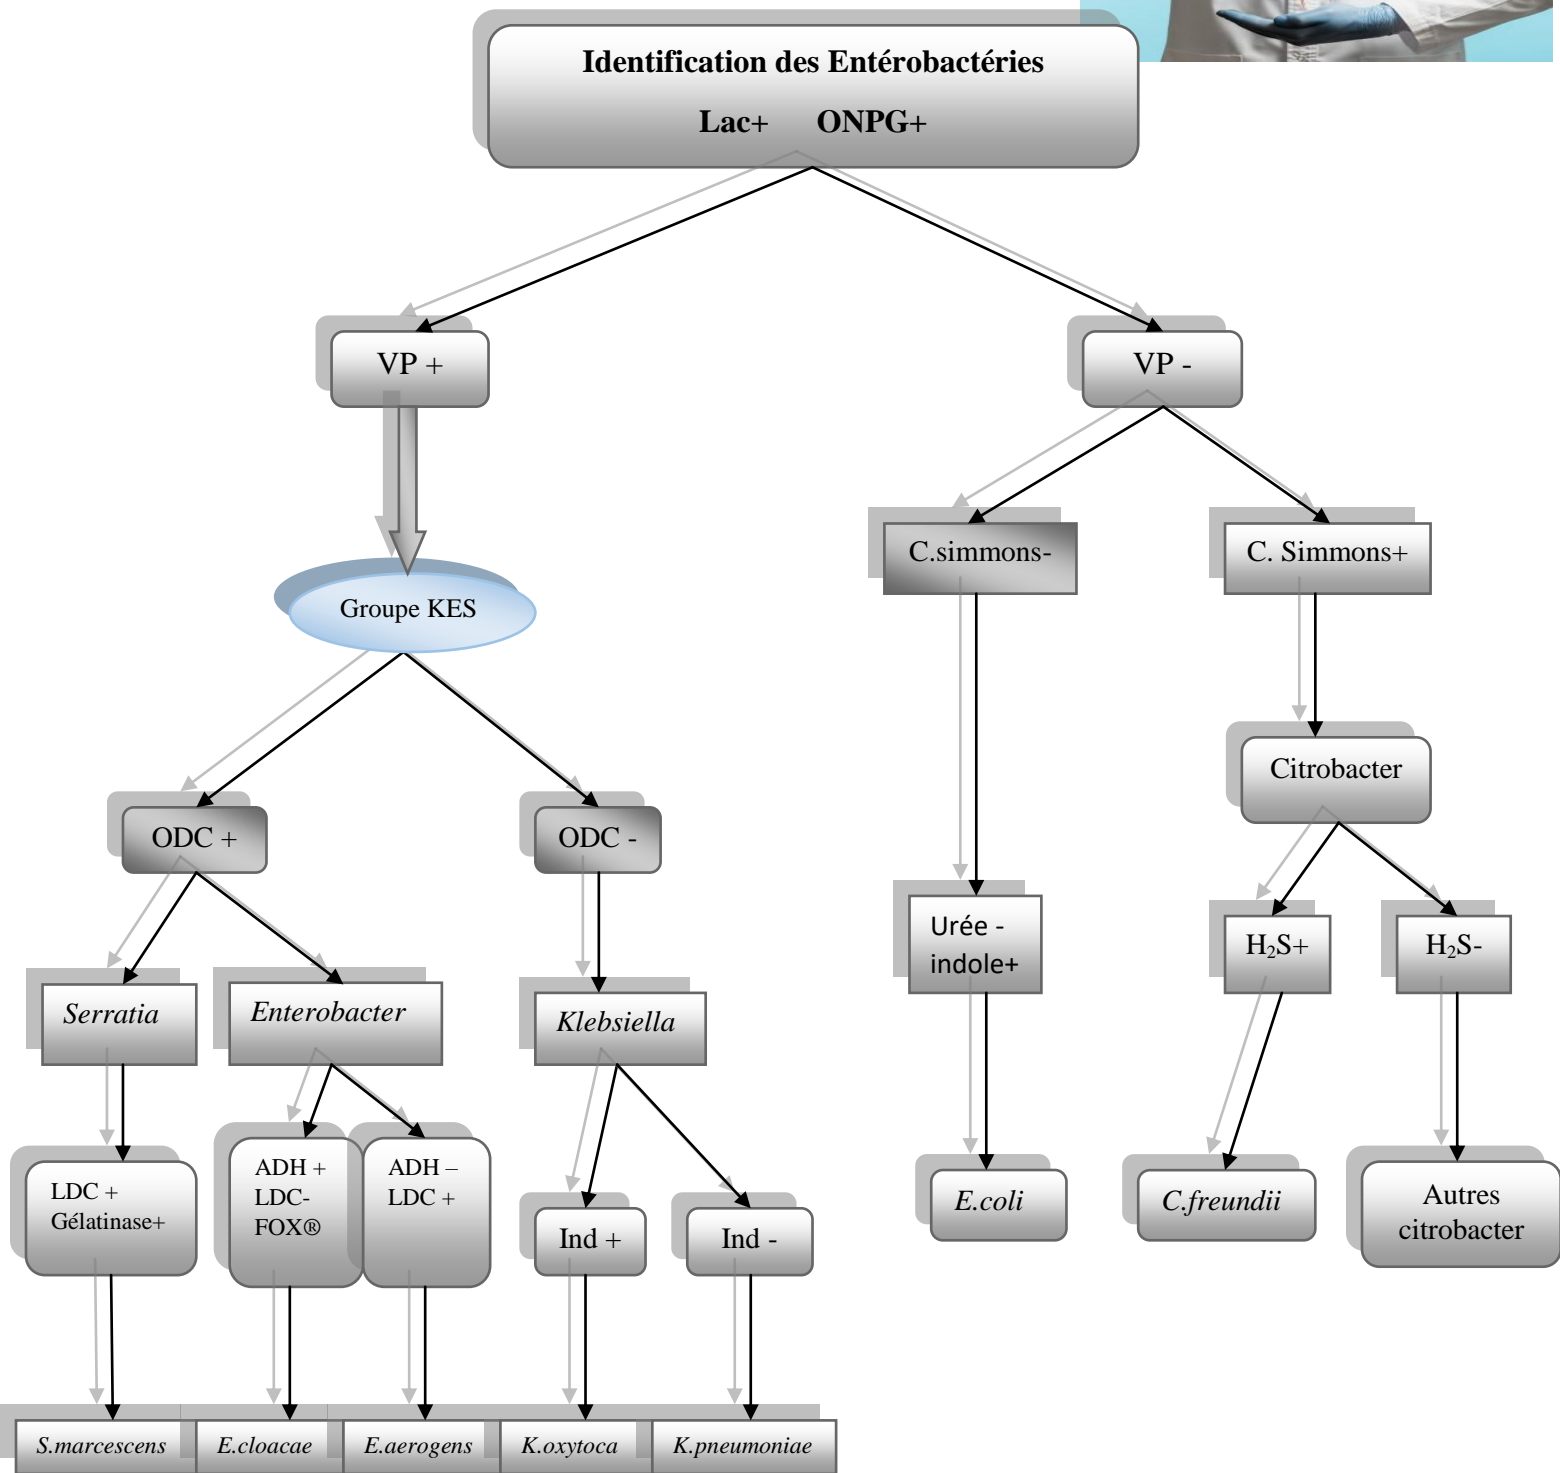 Identification des Entérobactéries
Lac+ ONPG+
VP +
VP -
C.simmons-
C. Simmons+
Groupe KES
Citrobacter
ODC +
ODC -
Urée -
indole+
H₂S+
H₂S-
Serratia
Enterobacter
Klebsiella
LDC +
Gélatinase+
ADH +
LDC-
FOX®
ADH –
LDC +
Ind +
Ind -
E.coli
C.freundii
Autres
citrobacter
S.marcescens
E.cloacae
E.aerogens
K.oxytoca
K.pneumoniae